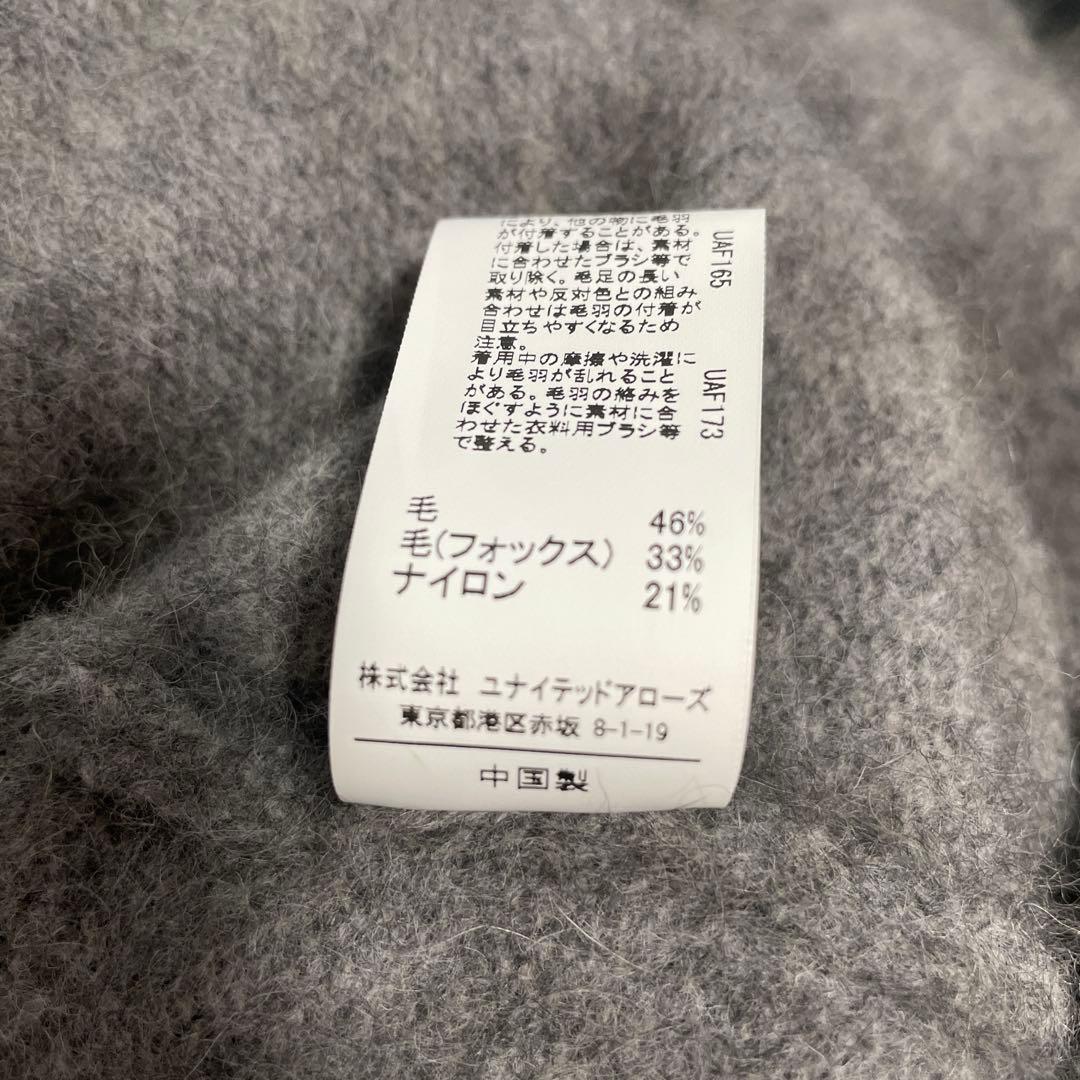 により、他の物に毛羽
が付着することがある。
付着した場合は、素材
に合わせたブラシ等で
取り除く。毛足の長い
素材や反対色との組み
合わせは毛羽の付着が
目立ちやすくなるため
注意。
UAF165
着用中の摩擦や洗濯に
より毛羽が乱れること
がある。毛羽の絡みを
ほぐすように素材に合
わせた衣料用ブラシ等
で整える。
UAF173
毛 46%
毛(フォックス) 33%
ナイロン 21%
株式会社 ユナイテッドアローズ
東京都港区赤坂 8-1-19
中国製